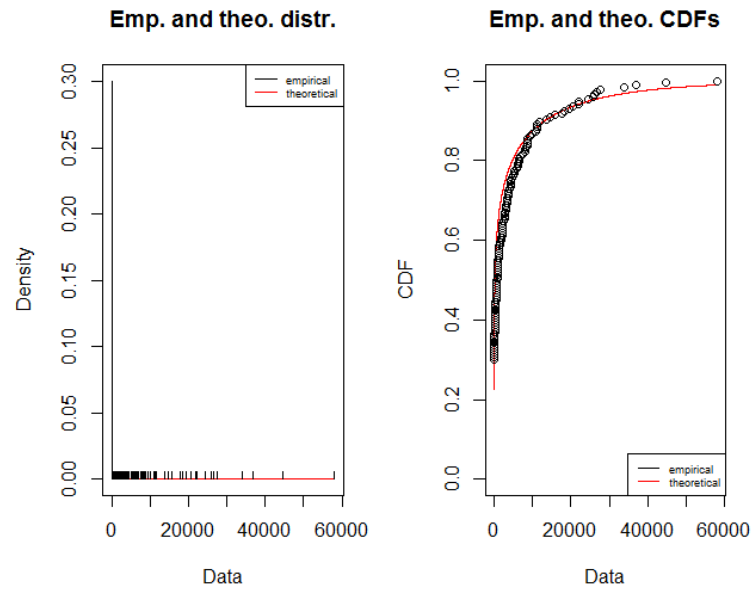 Emp. and theo. distr.
empirical
theoretical
0.30
0.25
0.20
0.15
0.10
0.05
0.00
Density
0 20000 40000 60000
Data
Emp. and theo. CDFs
1.0
0.8
0.6
0.4
0.2
0.0
CDF
empirical
theoretical
0 20000 40000 60000
Data